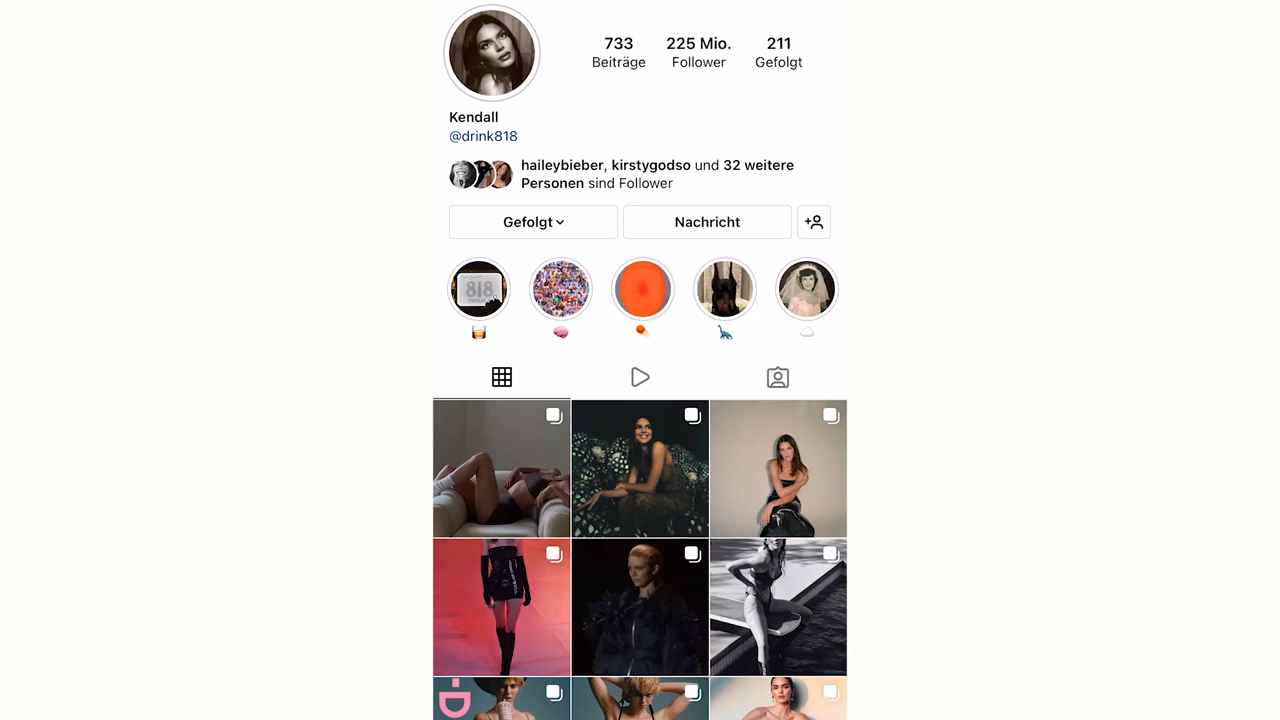 733
225 Mio.
211
Beiträge
Follower
Gefolgt
Kendall
@drink818
haileybieber, kirstygodso und 32 weitere
Personen sind Follower
Gefolgt
Nachricht
818